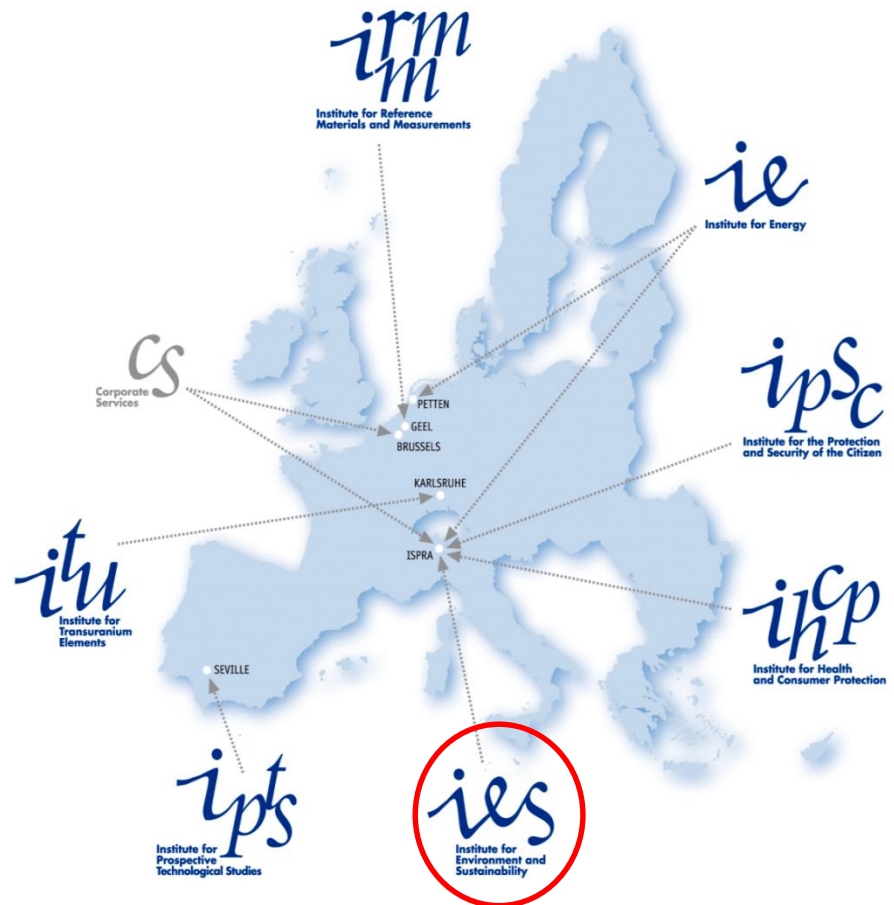 irmm
Institute for Reference
Materials and Measurements
ie
Institute for Energy
cs
Corporate
Services
ipsc
Institute for the Protection
and Security of the Citizen
PETTEN
GEEL
BRUSSELS
KARLSRUHE
ISPRA
itu
Institute for
Transuranium
Elements
ihcp
Institute for Health
and Consumer Protection
SEVILLE
ipts
Institute for
Prospective
Technological Studies
ies
Institute for
Environment and
Sustainability